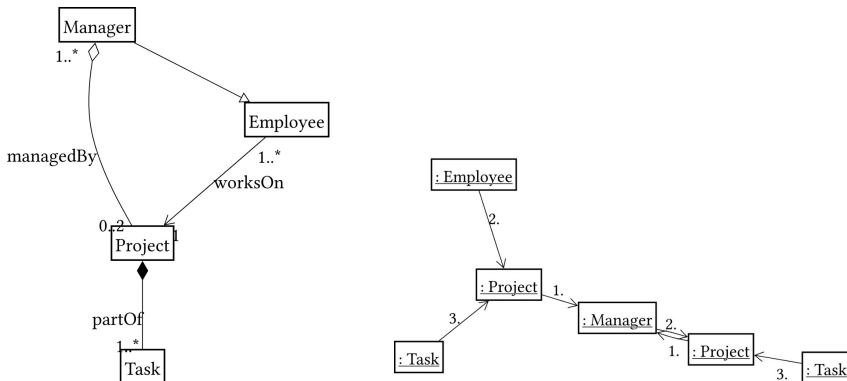 Manager
1..*
Employee
1..*
managedBy
worksOn
0..2
1
Project
partOf
1..*
Task
: Employee
2.
: Project
1.
3.
: Manager
2.
1.
: Project
: Task
3.
: Task